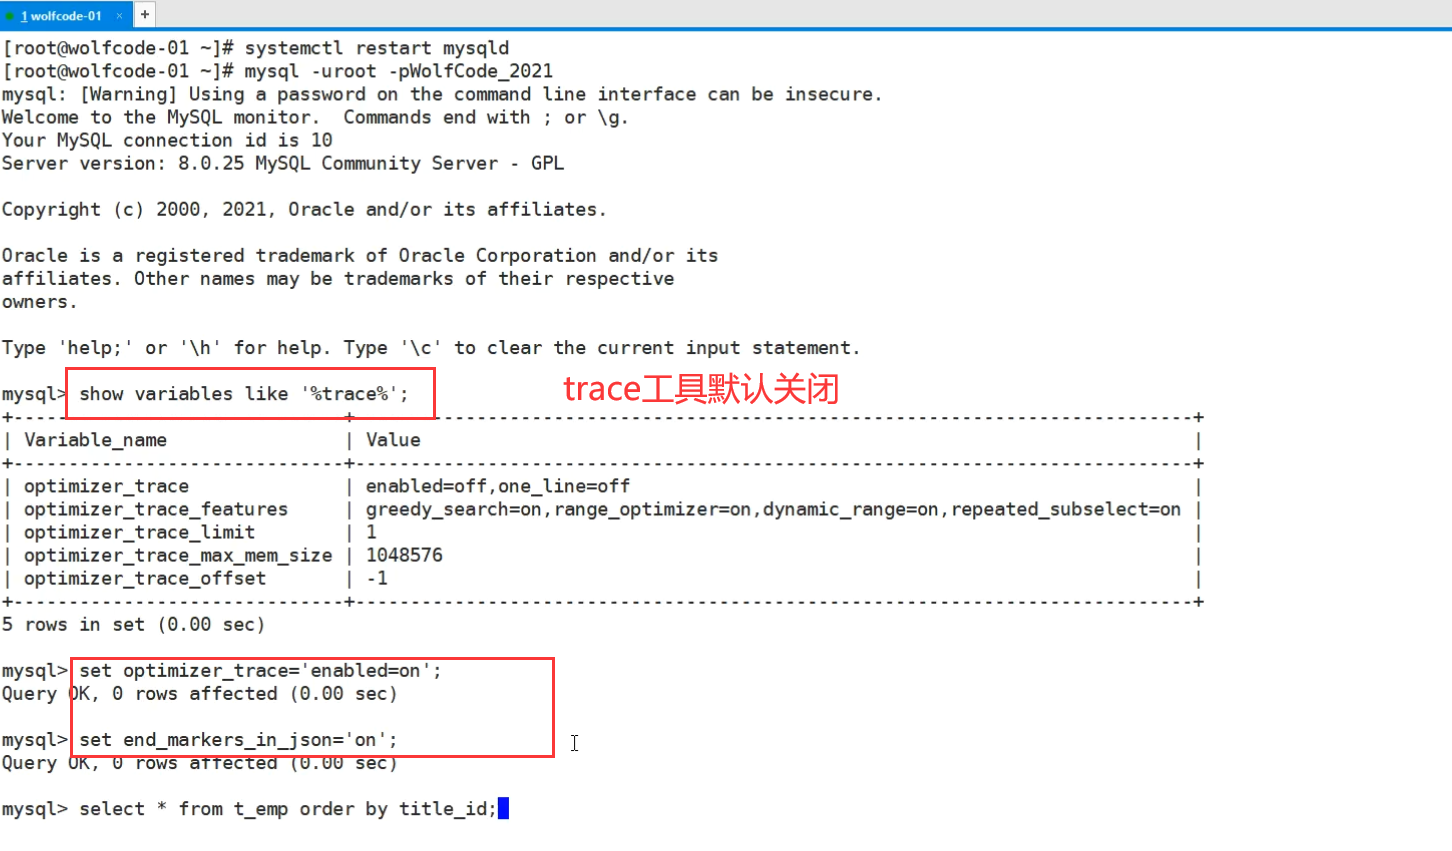 1 wolfcode-01 × +
[root@wolfcode-01 ~]# systemctl restart mysqld
[root@wolfcode-01 ~]# mysql -uroot -pWolfCode_2021
mysql: [Warning] Using a password on the command line interface can be insecure.
Welcome to the MySQL monitor.  Commands end with ; or \g.
Your MySQL connection id is 10
Server version: 8.0.25 MySQL Community Server - GPL
Copyright (c) 2000, 2021, Oracle and/or its affiliates.
Oracle is a registered trademark of Oracle Corporation and/or its
affiliates. Other names may be trademarks of their respective
owners.
Type 'help;' or '\h' for help. Type '\c' to clear the current input statement.
mysql> show variables like '%trace%';
trace工具默认关闭
| Variable_name | Value |
| optimizer_trace | enabled=off,one_line=off |
| optimizer_trace_features | greedy_search=on,range_optimizer=on,dynamic_range=on,repeated_subselect=on |
| optimizer_trace_limit | 1 |
| optimizer_trace_max_mem_size | 1048576 |
| optimizer_trace_offset | -1 |
5 rows in set (0.00 sec)
mysql> set optimizer_trace='enabled=on';
Query OK, 0 rows affected (0.00 sec)
mysql> set end_markers_in_json='on';
Query OK, 0 rows affected (0.00 sec)
mysql> select * from t_emp order by title_id;